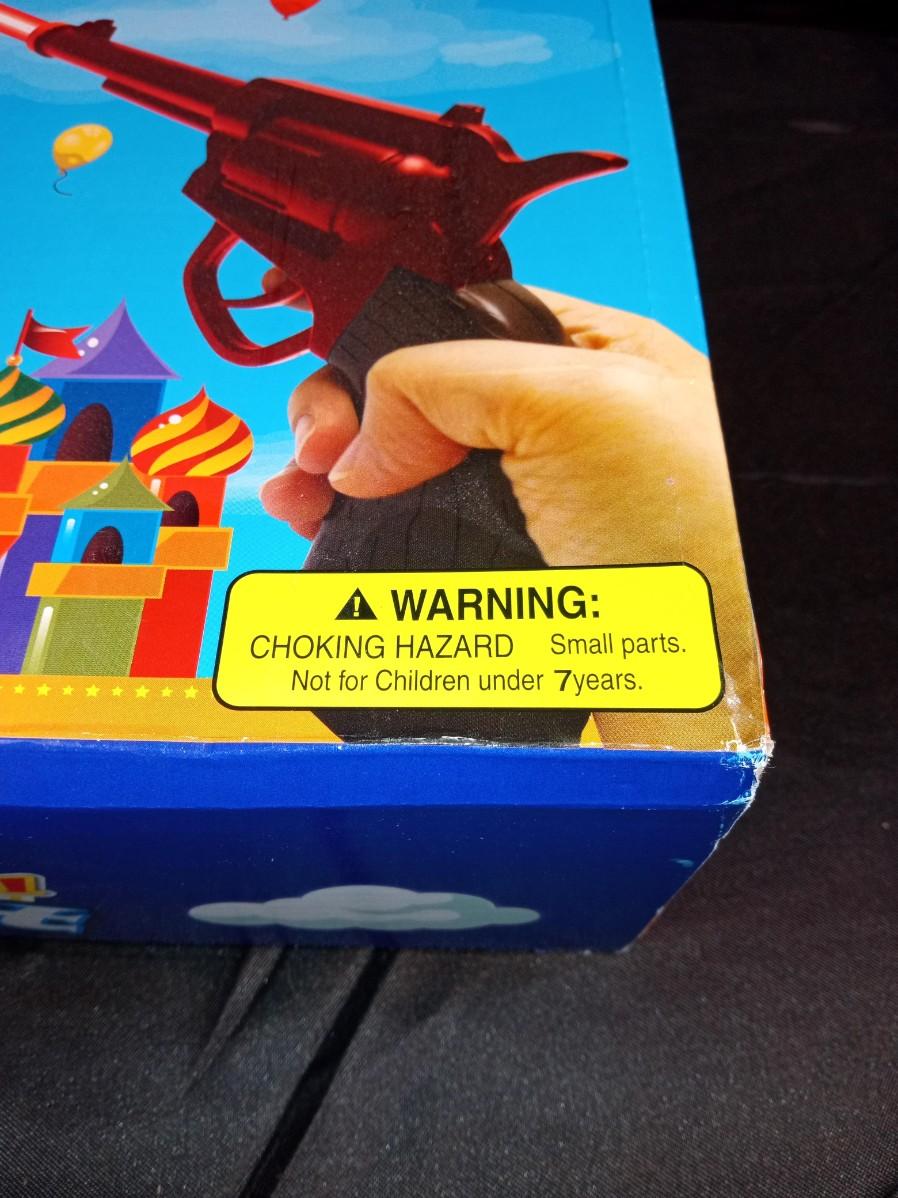 WARNING:
CHOKING HAZARD Small parts.
Not for Children under 7years.